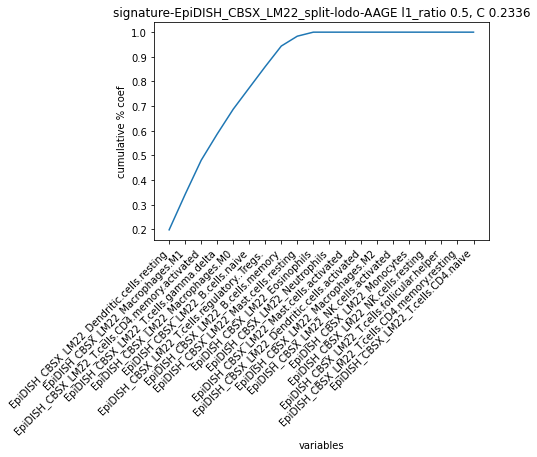 signature-EpiDISH_CBSX_LM22_split-lodo-AAGE l1_ratio 0.5, C 0.2336
cumulative % coef
1.0
0.9
0.8
0.7
0.6
0.5
0.4
0.3
0.2
EpiDISH_CBSX_LM22_Dendritic.cells.resting
EpiDISH_CBSX_LM22_Macrophages.M1
EpiDISH_CBSX_LM22_T.cells.CD4.memory.activated
EpiDISH_CBSX_LM22_T.cells.gamma.delta
EpiDISH_CBSX_LM22_Macrophages.M0
EpiDISH_CBSX_LM22_B.cells.naive
EpiDISH_CBSX_LM22_T.cells.regulatory..Tregs.
EpiDISH_CBSX_LM22_B.cells.memory
EpiDISH_CBSX_LM22_Mast.cells.resting
EpiDISH_CBSX_LM22_Eosinophils
EpiDISH_CBSX_LM22_Neutrophils
EpiDISH_CBSX_LM22_Mast.cells.activated
EpiDISH_CBSX_LM22_Dendritic.cells.activated
EpiDISH_CBSX_LM22_Macrophages.M2
EpiDISH_CBSX_LM22_NK.cells.activated
EpiDISH_CBSX_LM22_Monocytes
EpiDISH_CBSX_LM22_NK.cells.resting
EpiDISH_CBSX_LM22_T.cells.follicular.helper
EpiDISH_CBSX_LM22_T.cells.CD4.memory.resting
EpiDISH_CBSX_LM22_T.cells.CD4.naive
variables